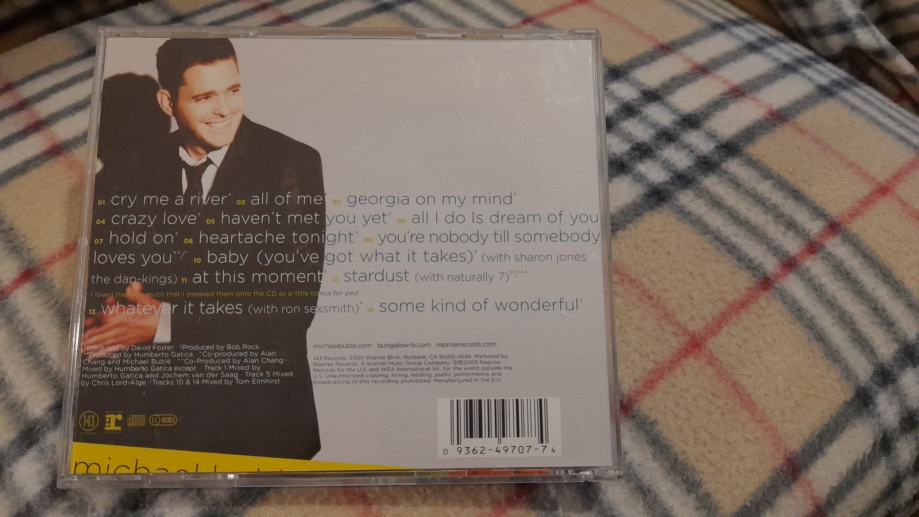 01 cry me a river* 02 all of me* 03 georgia on my mind*
04 crazy love* 05 haven't met you yet* 06 all I do Is dream of you
07 hold on* 08 heartache tonight* 09 you're nobody till somebody
loves you**/* 10 baby (you've got what it takes)* (with sharon jones &
the dap-kings) 11 at this moment* 12 stardust (with naturally 7)**/^^
I loved these so much that I sneaked them onto the CD as a little bonus for you!
13 whatever it takes (with ron sexsmith)* 14 some kind of wonderful*
Produced by David Foster · *Produced by Bob Rock
**Produced by Humberto Gatica · ^Co-produced by Alan
Chang and Michael Bublé · ^^Co-Produced by Alan Chang ·
Mixed by Humberto Gatica except · Track 1 Mixed by
Humberto Gatica and Jochem van der Saag · Track 5 Mixed
by Chris Lord-Alge · Tracks 10 & 14 Mixed by Tom Elmhirst
michaelbuble.com bungalow-b.com repriserecords.com
143 Records, 3300 Warner Blvd., Burbank, CA 91505-4694. Marketed by
Reprise Records, A Warner Music Group Company. ©℗2009 Reprise
Records for the U.S. and WEA International Inc. for the world outside the
U.S. Unauthorized copying, hiring, lending, public performance and
broadcasting of this recording prohibited. Manufactured in the E.U.
143
r
LC 00322
0 9362-49707-7 4
michael